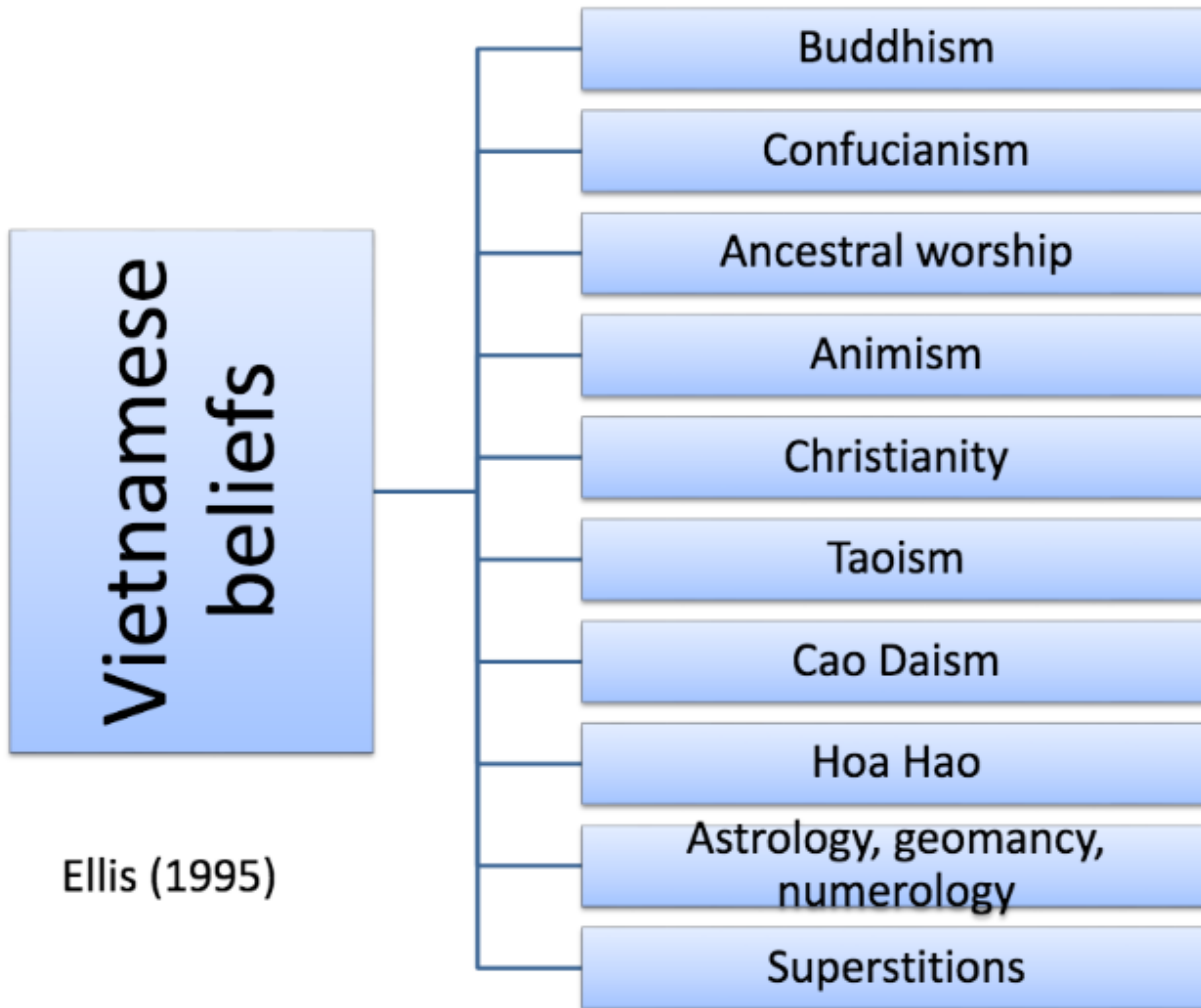 Vietnamese
beliefs
Buddhism
Confucianism
Ancestral worship
Animism
Christianity
Taoism
Cao Daism
Hoa Hao
Astrology, geomancy,
numerology
Superstitions
Ellis (1995)